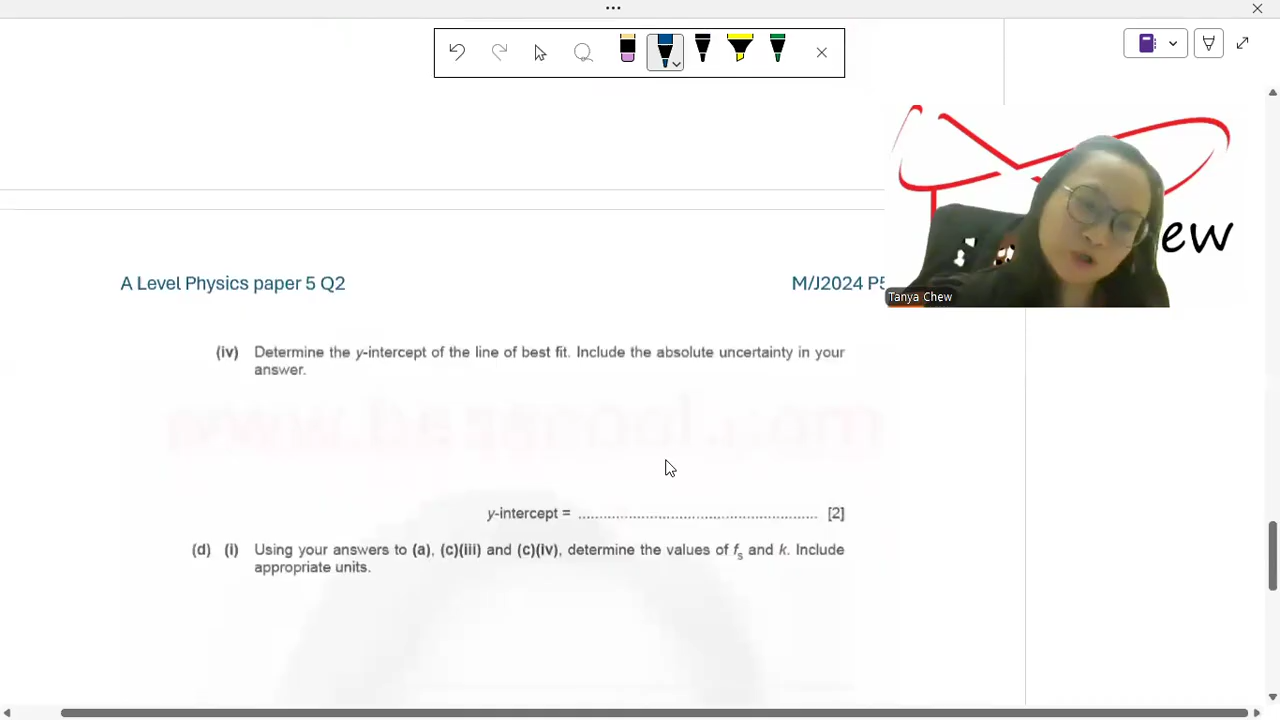 ew
Tanya Chew
A Level Physics paper 5 Q2
M/J2024 P5
(iv) Determine the y-intercept of the line of best fit. Include the absolute uncertainty in your
answer.
y-intercept = ............................................................ [2]
(d) (i) Using your answers to (a), (c)(iii) and (c)(iv), determine the values of fs and k. Include
appropriate units.